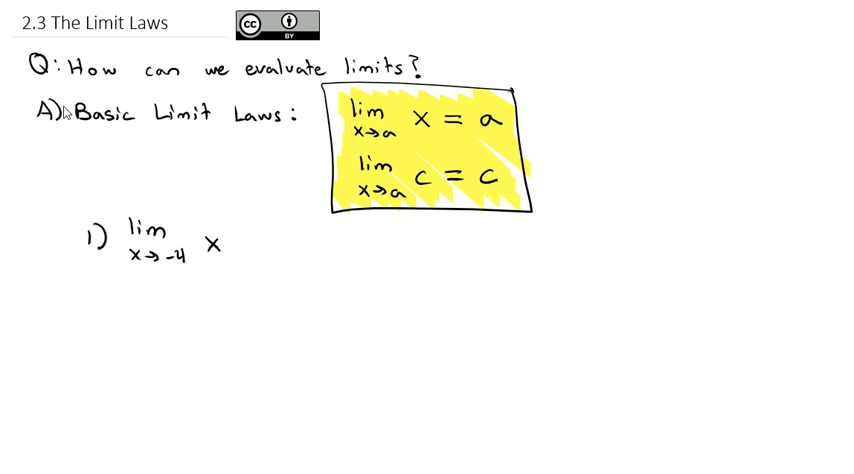 2.3 The Limit Laws
cc BY
Q: How can we evaluate limits?
A) Basic Limit Laws:
lim x→a x = a
lim x→a c = c
1) lim x→-4 x